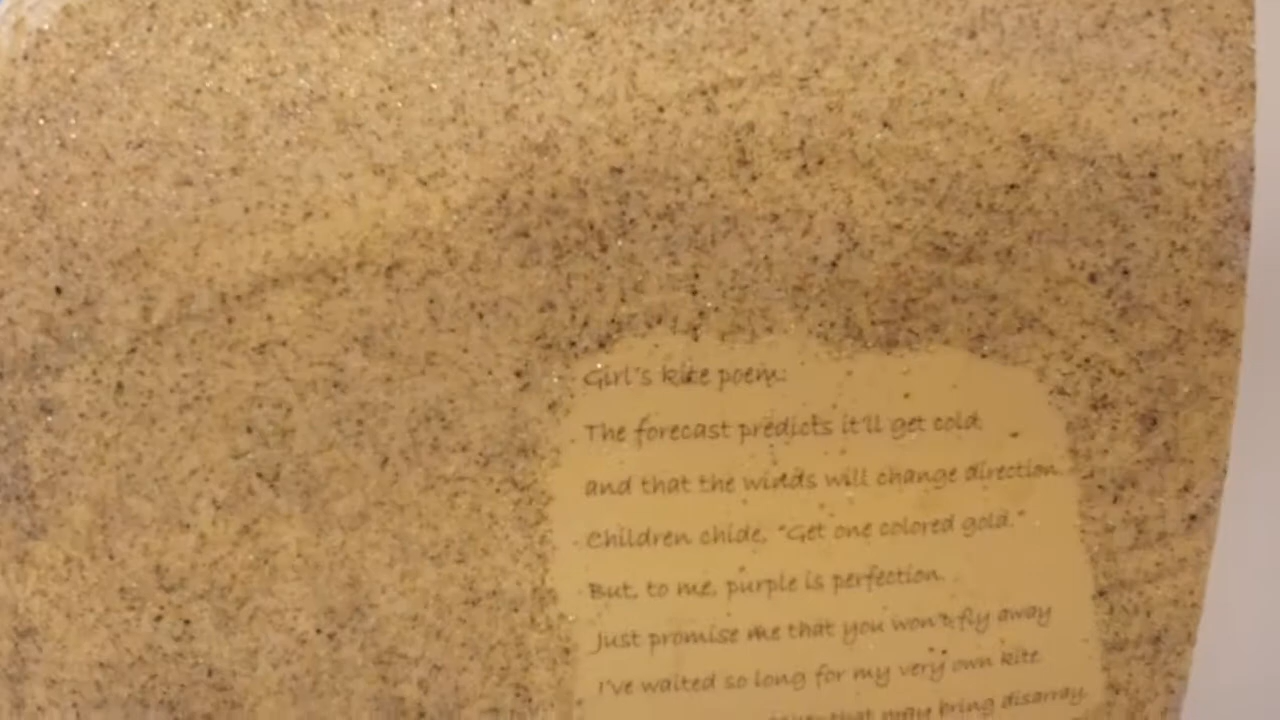 Girl's kite poem:
The forecast predicts it'll get cold
and that the winds will change direction.
Children chide, "Get one colored gold."
But, to me, purple is perfection.
Just promise me that you won't fly away
I've waited so long for my very own kite
that may bring disarray.